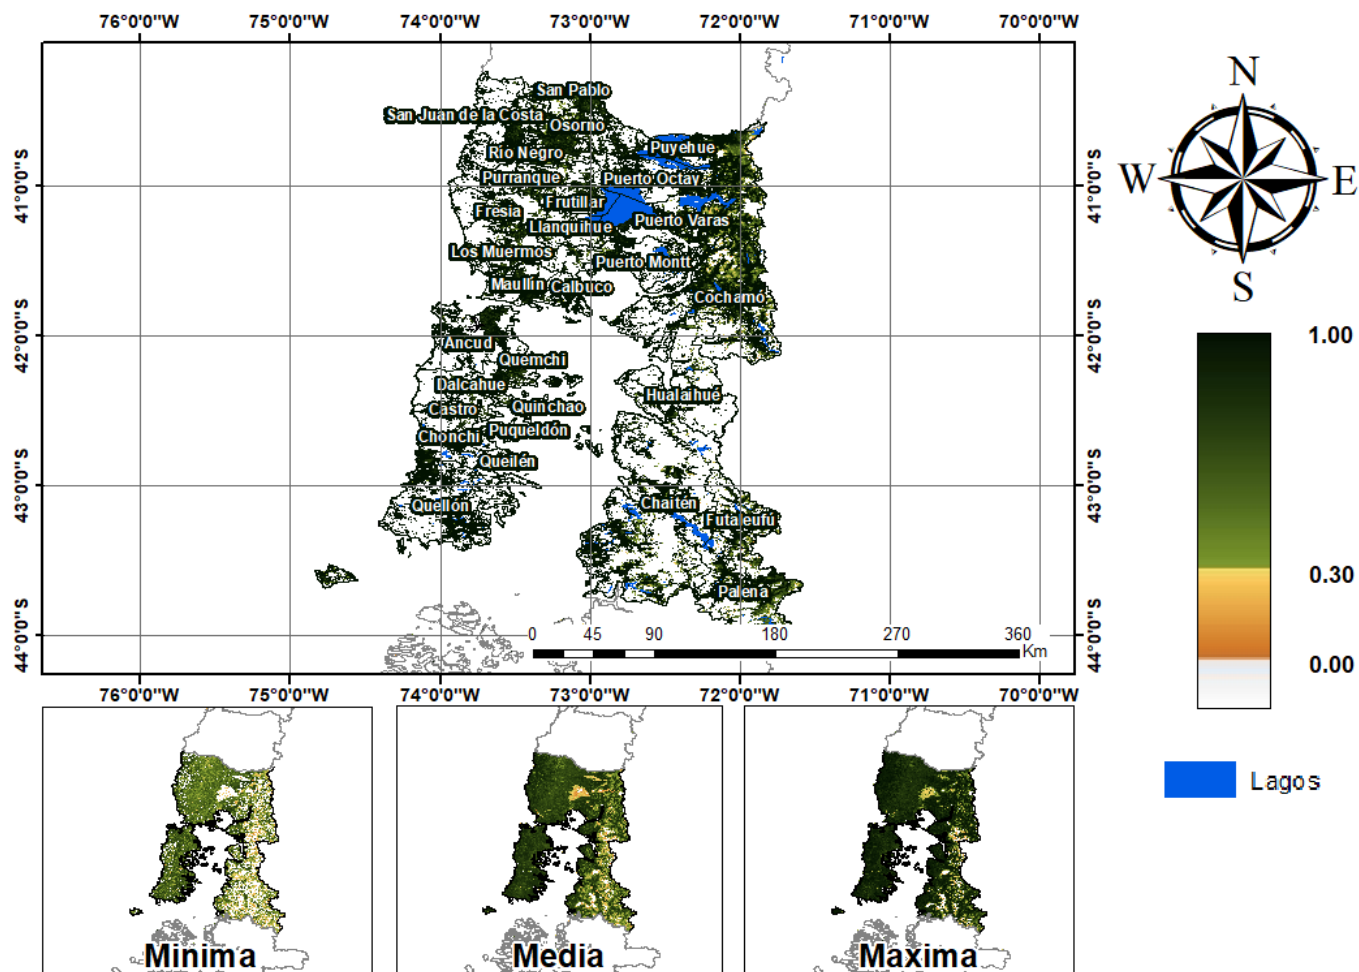 76°0'0"W 75°0'0"W 74°0'0"W 73°0'0"W 72°0'0"W 71°0'0"W 70°0'0"W
N
W E
S
San Pablo
San Juan de la Costa
Osorno
Río Negro
Puyehue
Purranque
Puerto Octay
41°0'0"S 41°0'0"S
Fresia
Frutillar
Llanquihue
Puerto Varas
Los Muermos
Puerto Montt
Maullín
Calbuco
Cochamó
42°0'0"S 42°0'0"S
Ancud
Quemchi
Dalcahue
Hualaihué
Castro
Quinchao
Chonchi
Puqueldón
Queilén
43°0'0"S 43°0'0"S
Quellón
Chaitén
Futaleufú
Palena
44°0'0"S 44°0'0"S
0 45 90 180 270 360
Km
76°0'0"W 75°0'0"W 74°0'0"W 73°0'0"W 72°0'0"W 71°0'0"W 70°0'0"W
1.00
0.30
0.00
Lagos
Minima
Media
Maxima